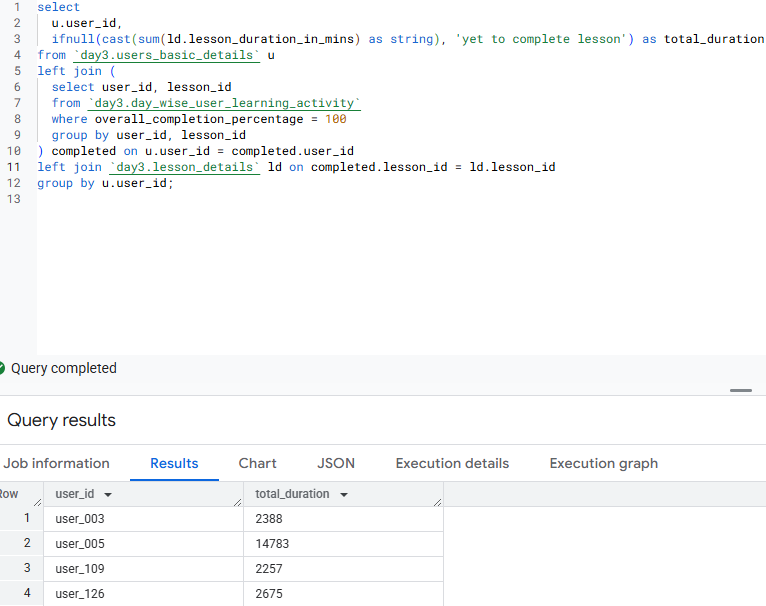 1 select
2 u.user_id,
3 ifnull(cast(sum(ld.lesson_duration_in_mins) as string), 'yet to complete lesson') as total_duration
4 from `day3.users_basic_details` u
5 left join (
6 select user_id, lesson_id
7 from `day3.day_wise_user_learning_activity`
8 where overall_completion_percentage = 100
9 group by user_id, lesson_id
10 ) completed on u.user_id = completed.user_id
11 left join `day3.lesson_details` ld on completed.lesson_id = ld.lesson_id
12 group by u.user_id;
13
Query completed
Query results
Job information Results Chart JSON Execution details Execution graph
Row user_id total_duration
1 user_003 2388
2 user_005 14783
3 user_109 2257
4 user_126 2675